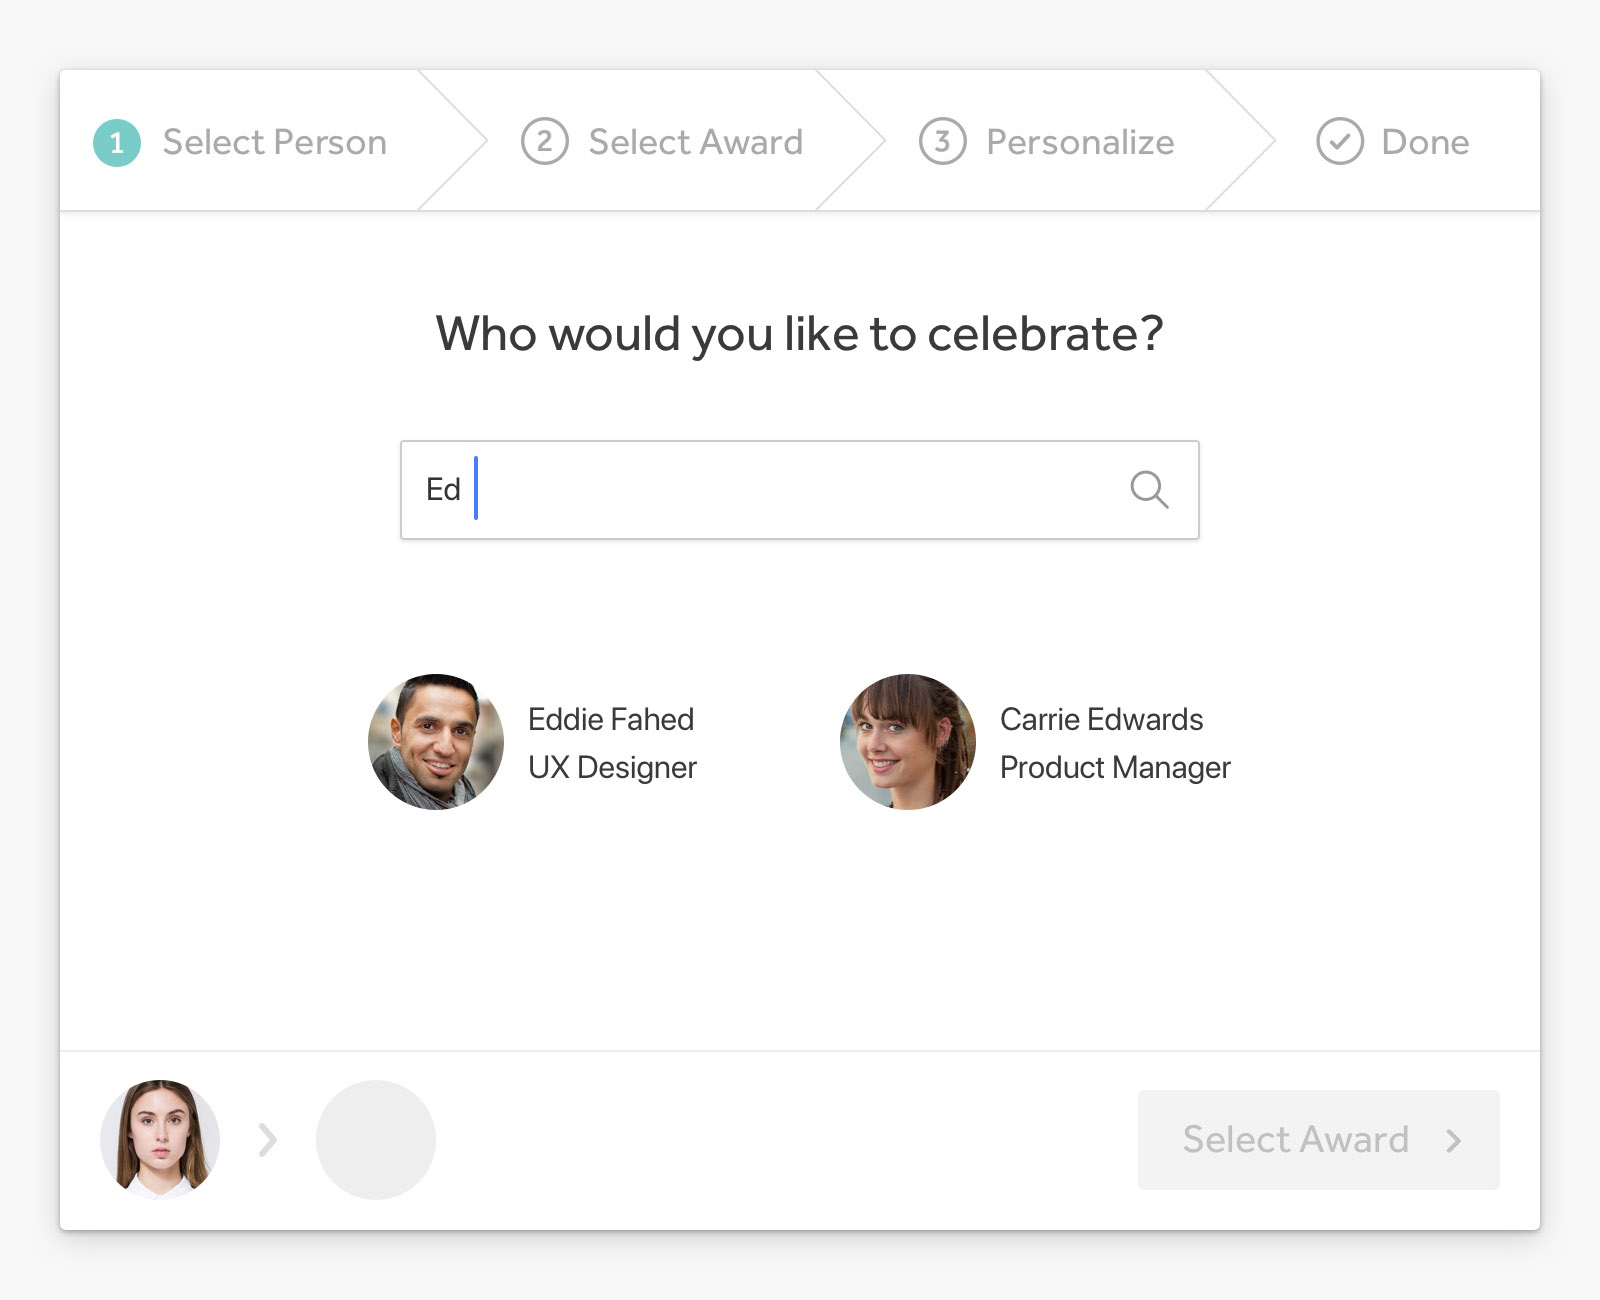 1 Select Person
2 Select Award
3 Personalize
Done
Who would you like to celebrate?
Ed
Eddie Fahed
UX Designer
Carrie Edwards
Product Manager
Select Award